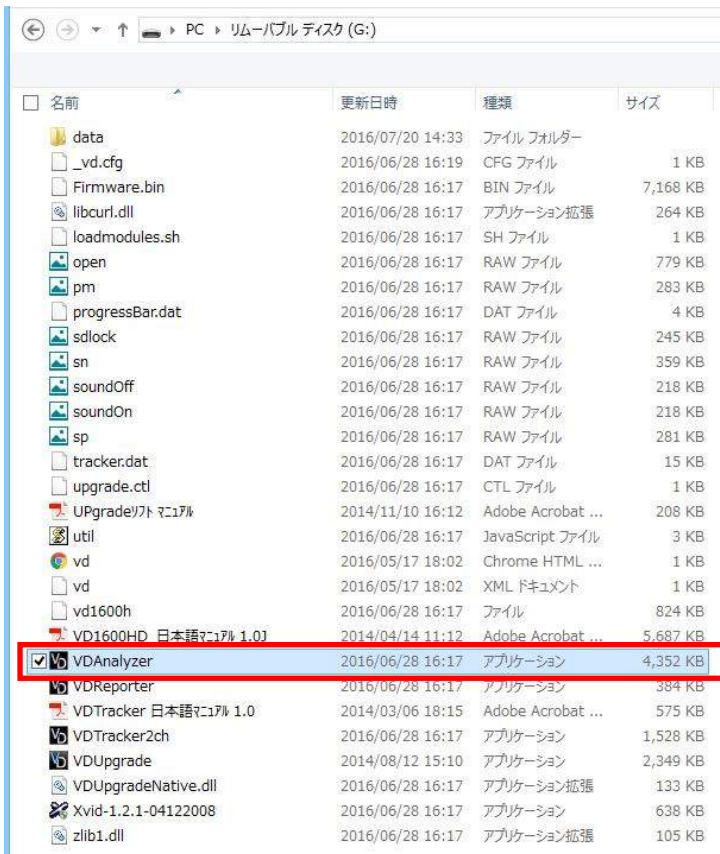 PC リムーバブル ディスク (G:)
名前 更新日時 種類 サイズ
data 2016/07/20 14:33 ファイル フォルダー
_vd.cfg 2016/06/28 16:19 CFG ファイル 1 KB
Firmware.bin 2016/06/28 16:17 BIN ファイル 7,168 KB
libcurl.dll 2016/06/28 16:17 アプリケーション拡張 264 KB
loadmodules.sh 2016/06/28 16:17 SH ファイル 1 KB
open 2016/06/28 16:17 RAW ファイル 779 KB
pm 2016/06/28 16:17 RAW ファイル 283 KB
progressBar.dat 2016/06/28 16:17 DAT ファイル 4 KB
sdlock 2016/06/28 16:17 RAW ファイル 245 KB
sn 2016/06/28 16:17 RAW ファイル 359 KB
soundOff 2016/06/28 16:17 RAW ファイル 218 KB
soundOn 2016/06/28 16:17 RAW ファイル 218 KB
sp 2016/06/28 16:17 RAW ファイル 281 KB
tracker.dat 2016/06/28 16:17 DAT ファイル 15 KB
upgrade.ctl 2016/06/28 16:17 CTL ファイル 1 KB
UPgradeソフト マニュアル 2014/11/10 16:12 Adobe Acrobat ... 208 KB
util 2016/06/28 16:17 JavaScript ファイル 3 KB
vd 2016/05/17 18:02 Chrome HTML ... 1 KB
vd 2016/05/17 18:02 XML ドキュメント 1 KB
vd1600h 2016/06/28 16:17 ファイル 824 KB
VD1600HD_日本語マニュアル 1.0J 2014/04/14 11:12 Adobe Acrobat ... 5,687 KB
VDAnalyzer 2016/06/28 16:17 アプリケーション 4,352 KB
VDReporter 2016/06/28 16:17 アプリケーション 384 KB
VDTracker 日本語マニュアル 1.0 2014/03/06 18:15 Adobe Acrobat ... 575 KB
VDTracker2ch 2016/06/28 16:17 アプリケーション 1,528 KB
VDUpgrade 2014/08/12 15:10 アプリケーション 2,349 KB
VDUpgradeNative.dll 2016/06/28 16:17 アプリケーション拡張 133 KB
Xvid-1.2.1-04122008 2016/06/28 16:17 アプリケーション 638 KB
zlib1.dll 2016/06/28 16:17 アプリケーション拡張 105 KB